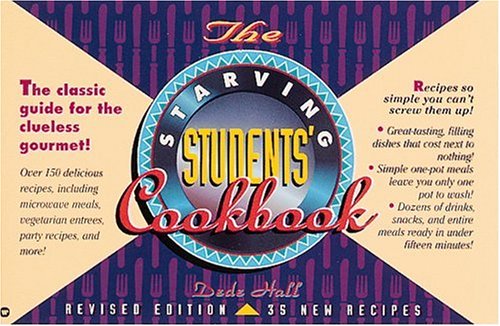 The
STARVING
STUDENTS'
Cookbook
The classic
guide for the
clueless
gourmet!
Over 150 delicious
recipes, including
microwave meals,
vegetarian entrees,
party recipes, and
more!
Recipes so
simple you can't
screw them up!
• Great-tasting, filling
dishes that cost next to
nothing!
• Simple one-pot meals
leave you only one
pot to wash!
• Dozens of drinks,
snacks, and entire
meals ready in under
fifteen minutes!
Dede Hall
REVISED EDITION 35 NEW RECIPES